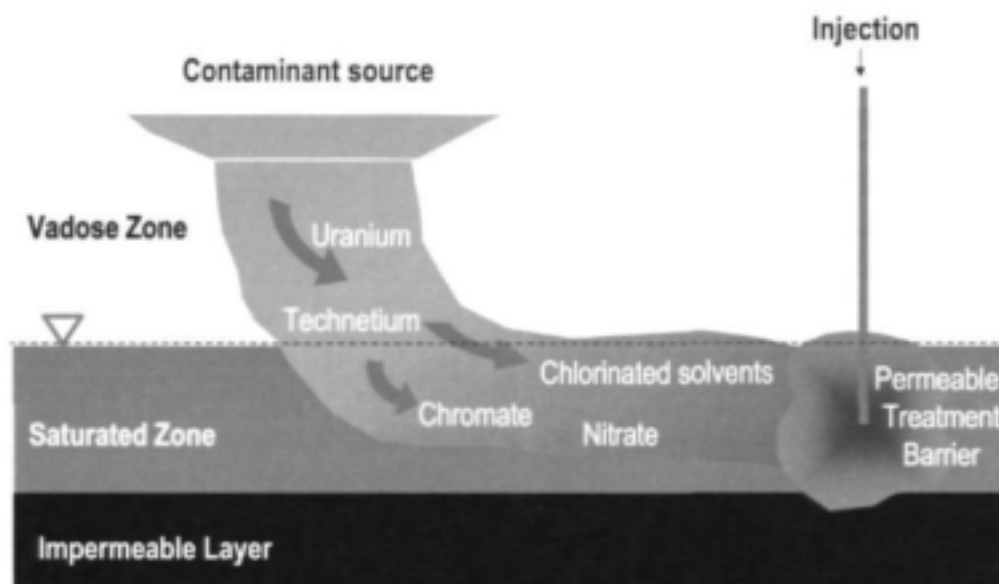 Injection
Contaminant source
Vadose Zone
Uranium
Technetium
Chlorinated solvents
Permeable
Treatment
Barrier
Chromate
Nitrate
Saturated Zone
Impermeable Layer